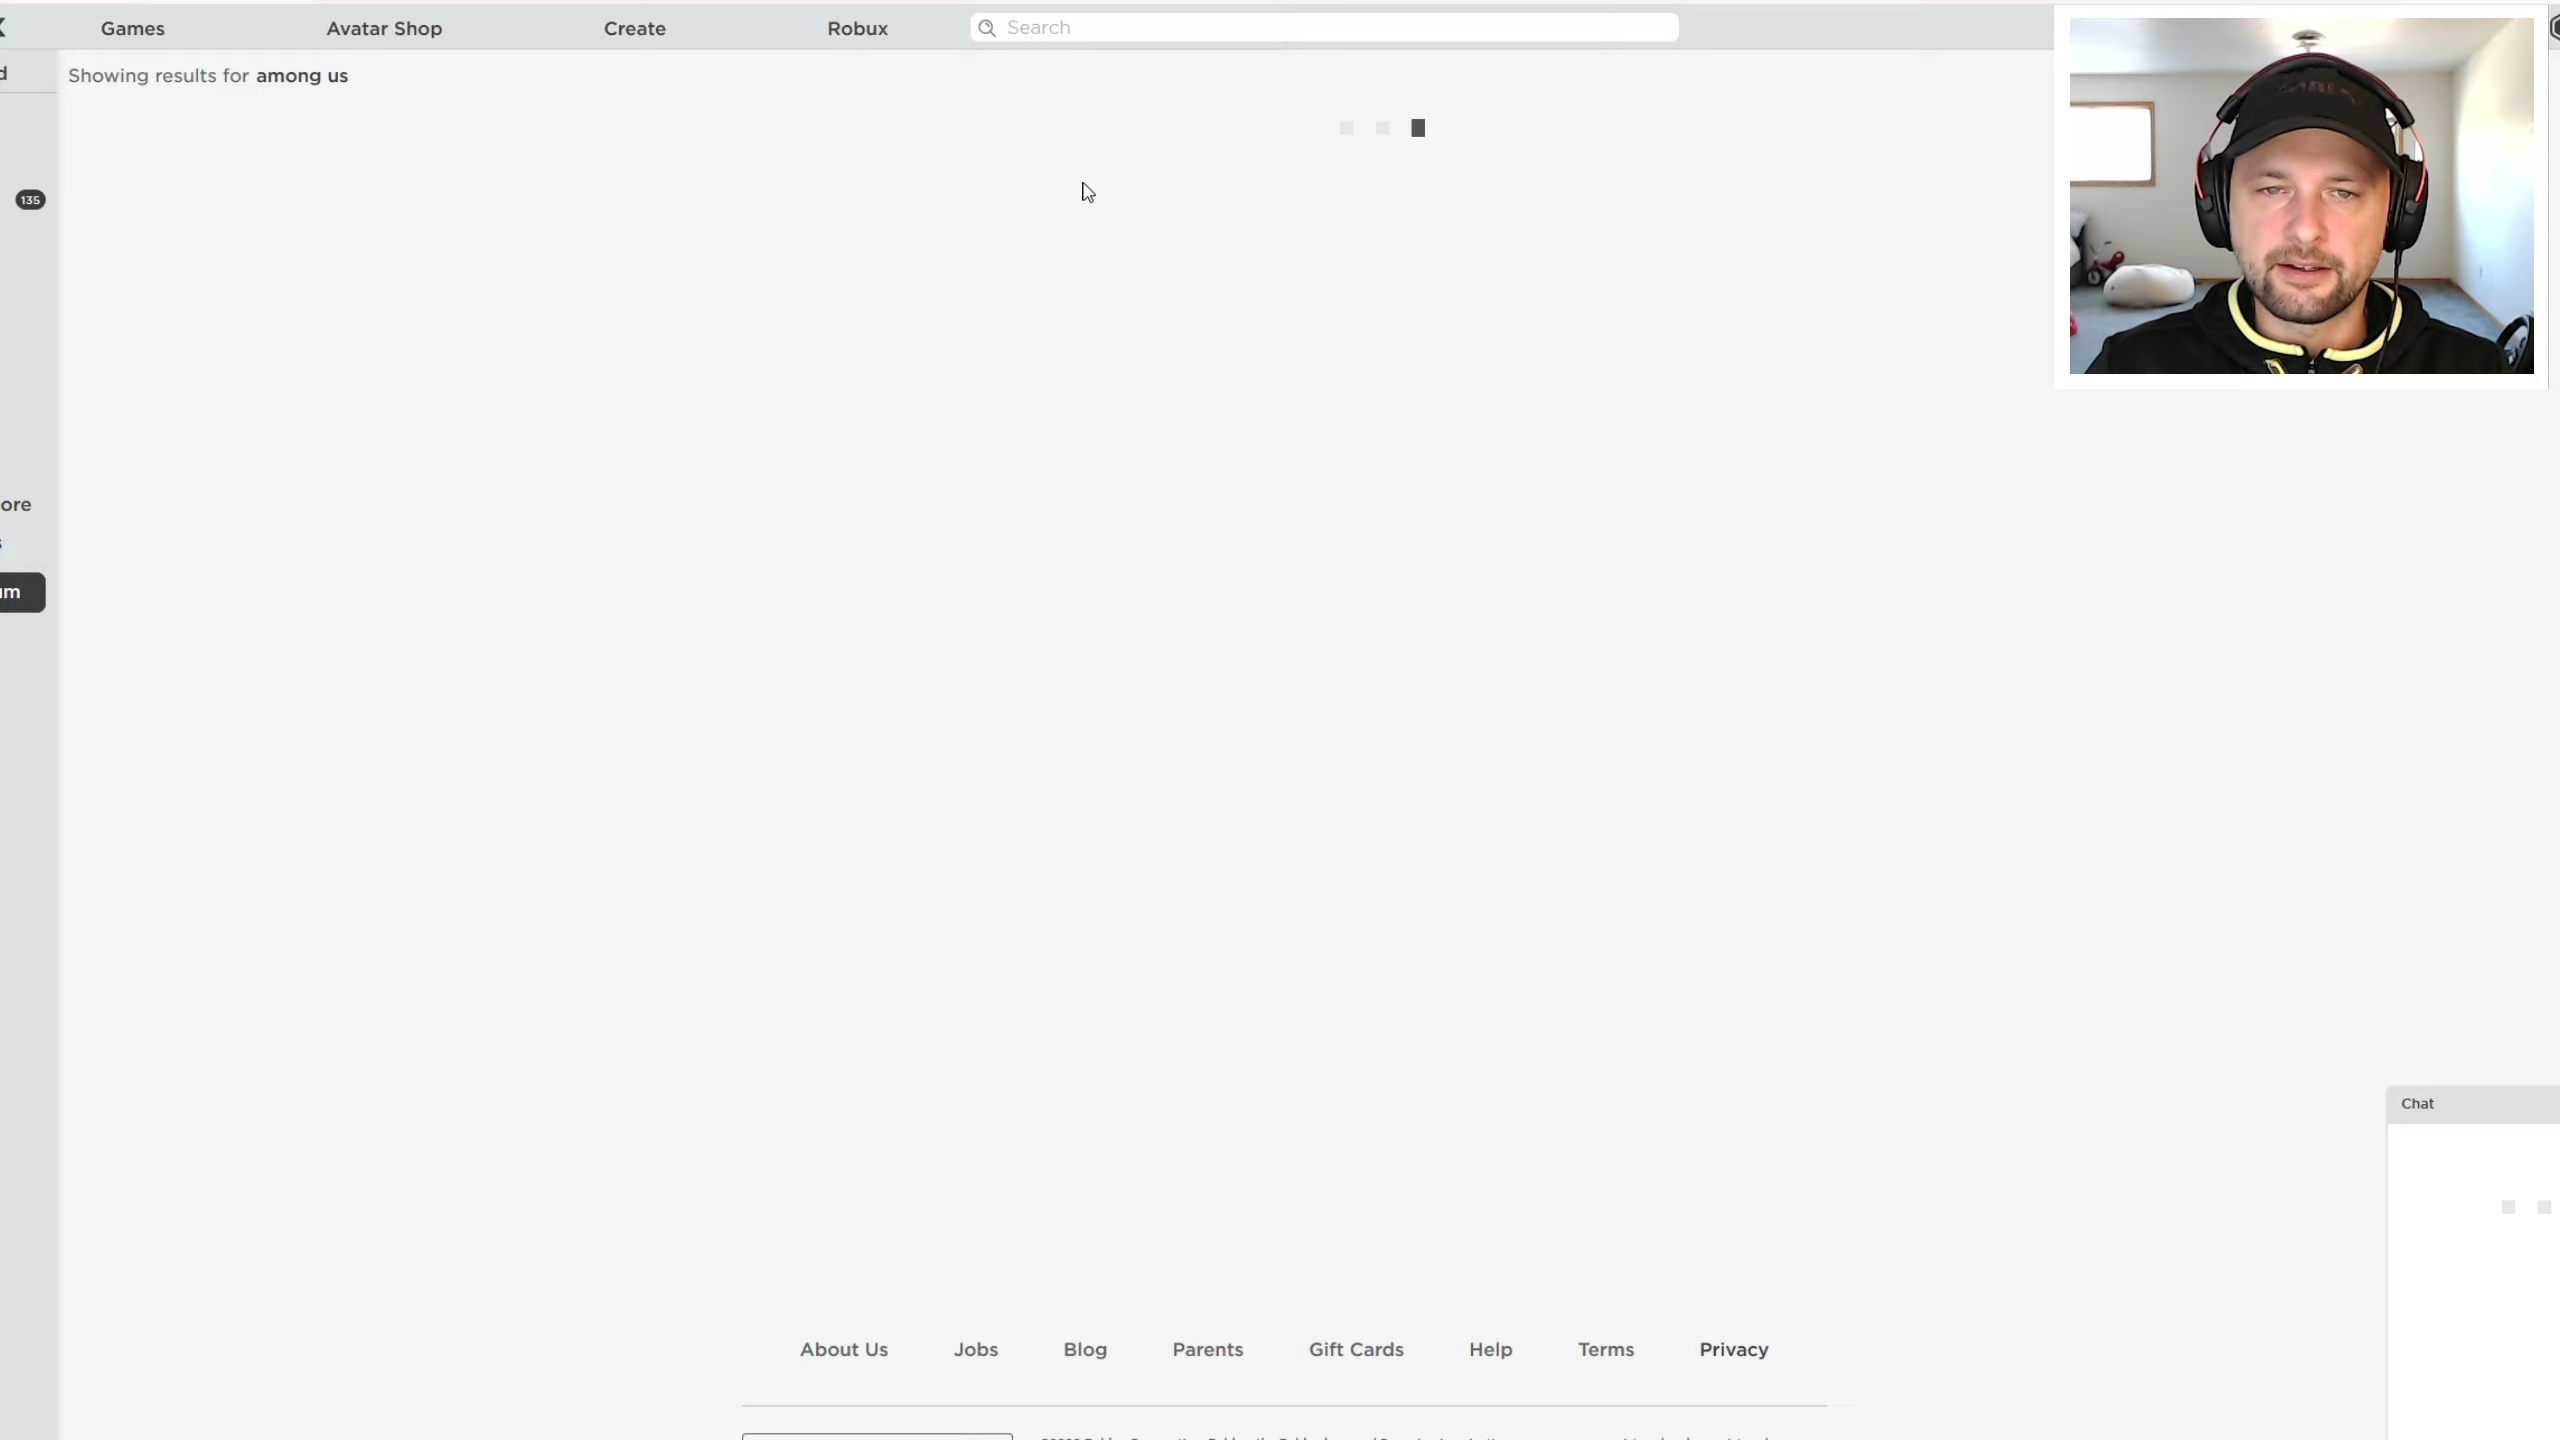 Games
Avatar Shop
Create
Robux
Search
Showing results for among us
135
ore
um
Chat
About Us
Jobs
Blog
Parents
Gift Cards
Help
Terms
Privacy